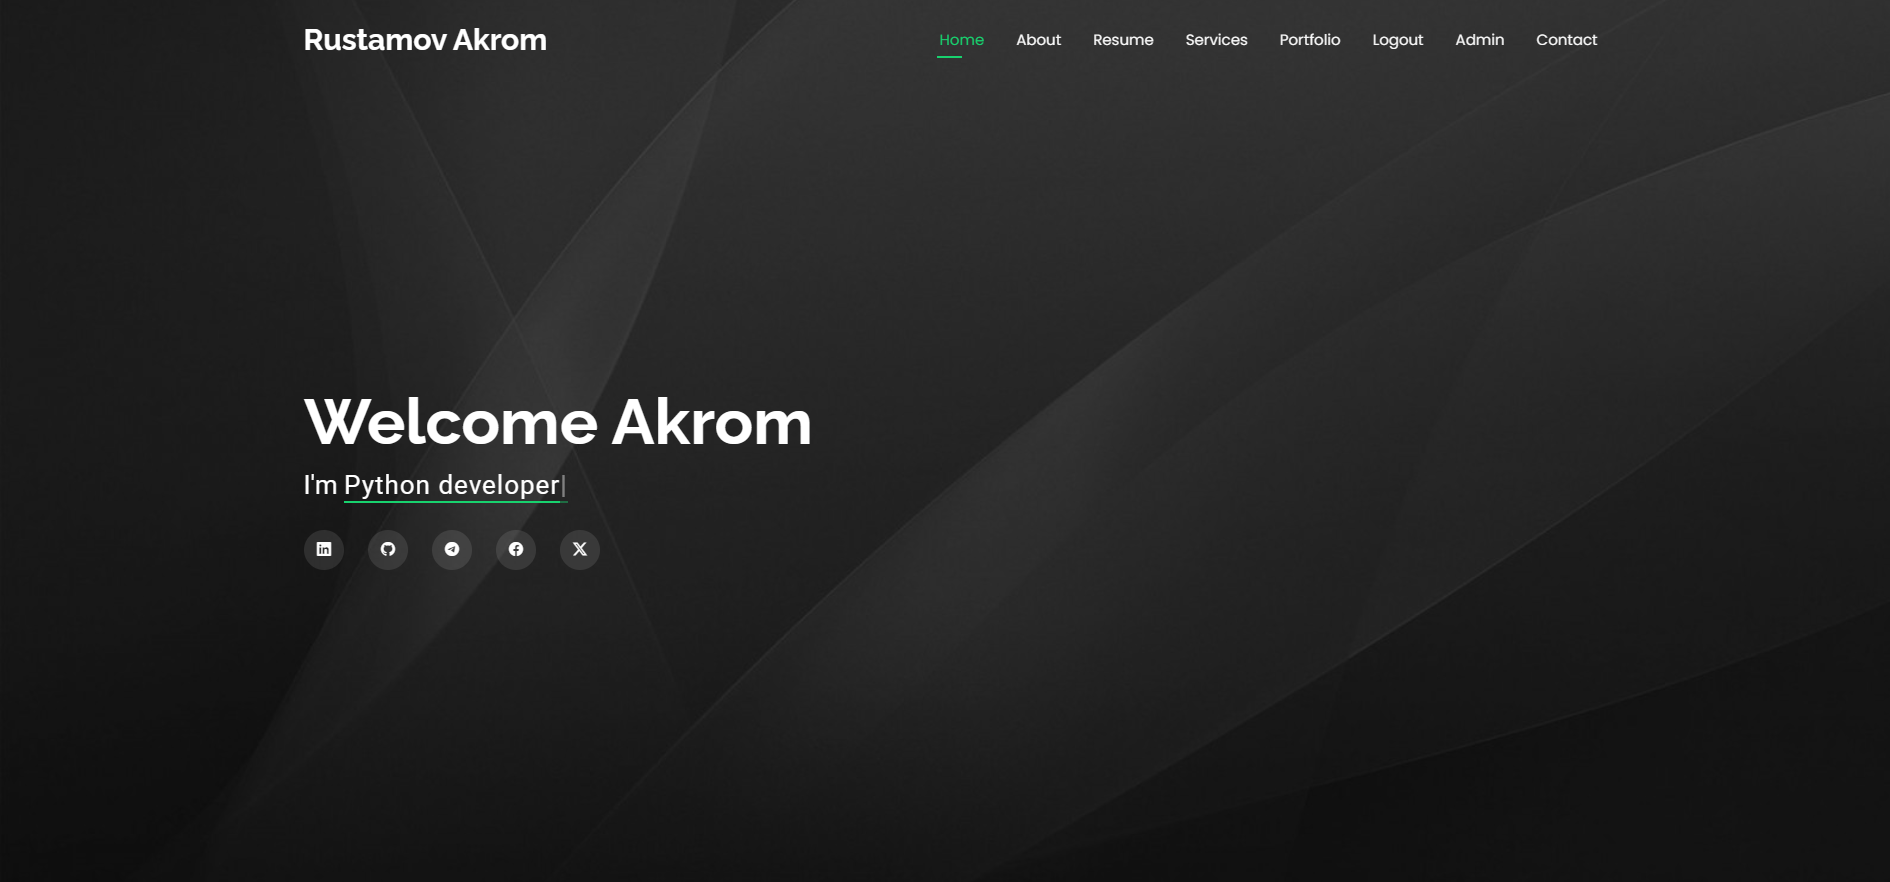 Rustamov Akrom
Home About Resume Services Portfolio Logout Admin Contact
Welcome Akrom
I'm Python developer|